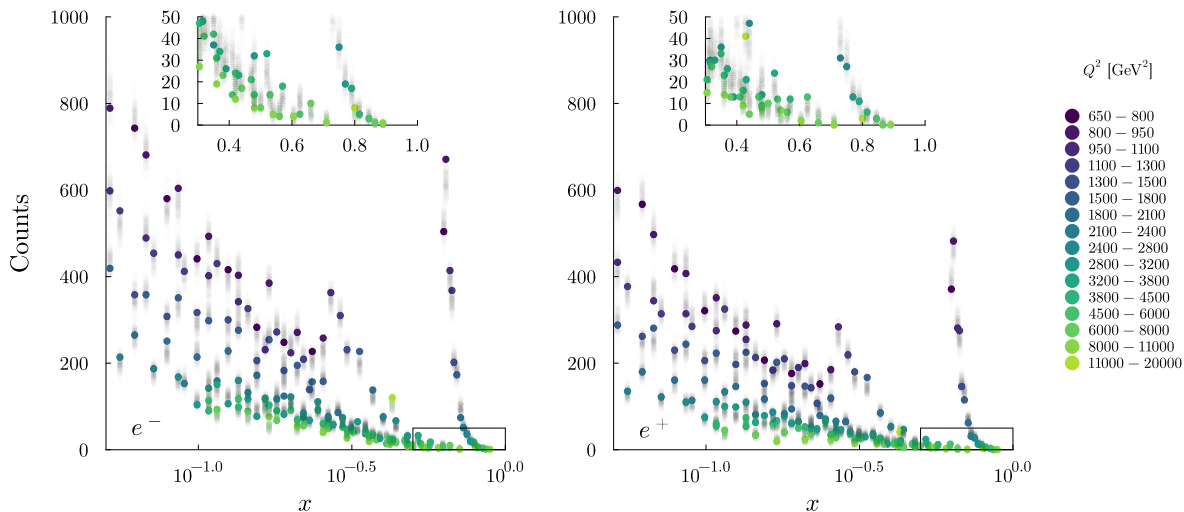 Counts
1000
800
600
400
200
0
50
40
30
20
10
0
0.4
0.6
0.8
1.0
e⁻
10^−1.0
10^−0.5
10^0.0
x
1000
800
600
400
200
0
50
40
30
20
10
0
0.4
0.6
0.8
1.0
e⁺
10^−1.0
10^−0.5
10^0.0
x
Q² [GeV²]
650 − 800
800 − 950
950 − 1100
1100 − 1300
1300 − 1500
1500 − 1800
1800 − 2100
2100 − 2400
2400 − 2800
2800 − 3200
3200 − 3800
3800 − 4500
4500 − 6000
6000 − 8000
8000 − 11000
11000 − 20000